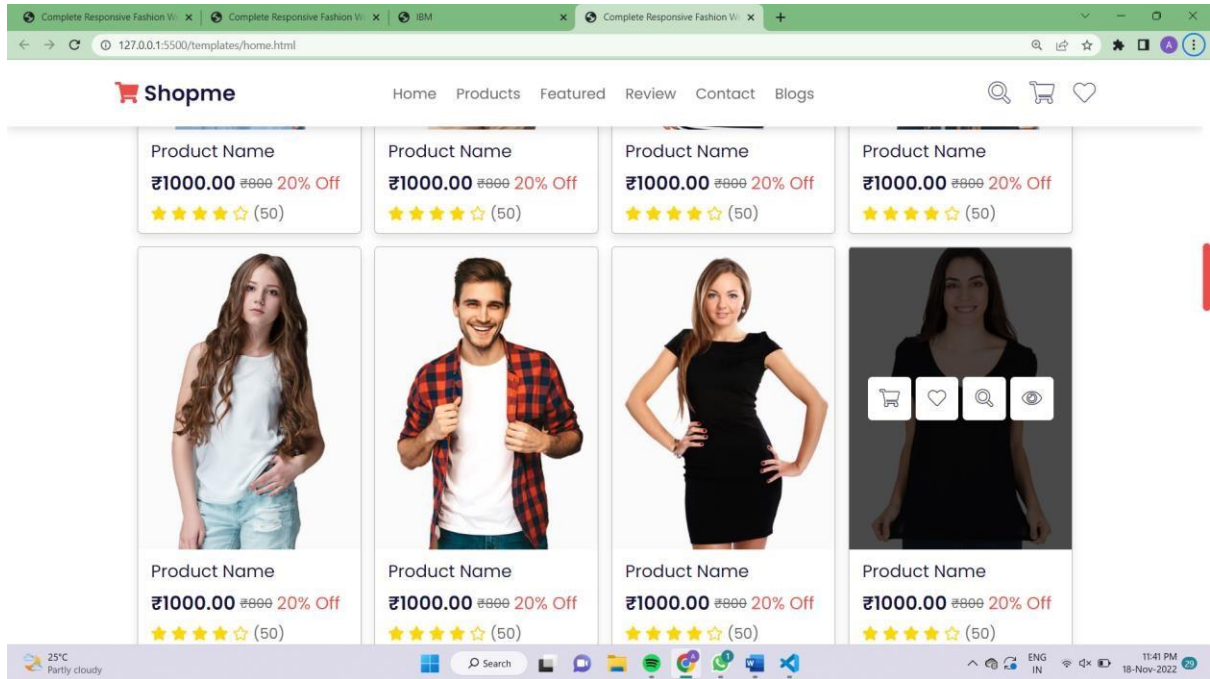 Complete Responsive Fashion W
Complete Responsive Fashion W
IBM
Complete Responsive Fashion W
127.0.0.1:5500/templates/home.html
A
Shopme
Home Products Featured Review Contact Blogs
Product Name Product Name Product Name Product Name
₹1000.00 ₹800 20% Off ₹1000.00 ₹800 20% Off ₹1000.00 ₹800 20% Off ₹1000.00 ₹800 20% Off
(50) (50) (50) (50)
Product Name Product Name Product Name Product Name
₹1000.00 ₹800 20% Off ₹1000.00 ₹800 20% Off ₹1000.00 ₹800 20% Off ₹1000.00 ₹800 20% Off
(50) (50) (50) (50)
25°C
Partly cloudy
Search
ENG
IN
11:41 PM
18-Nov-2022
29